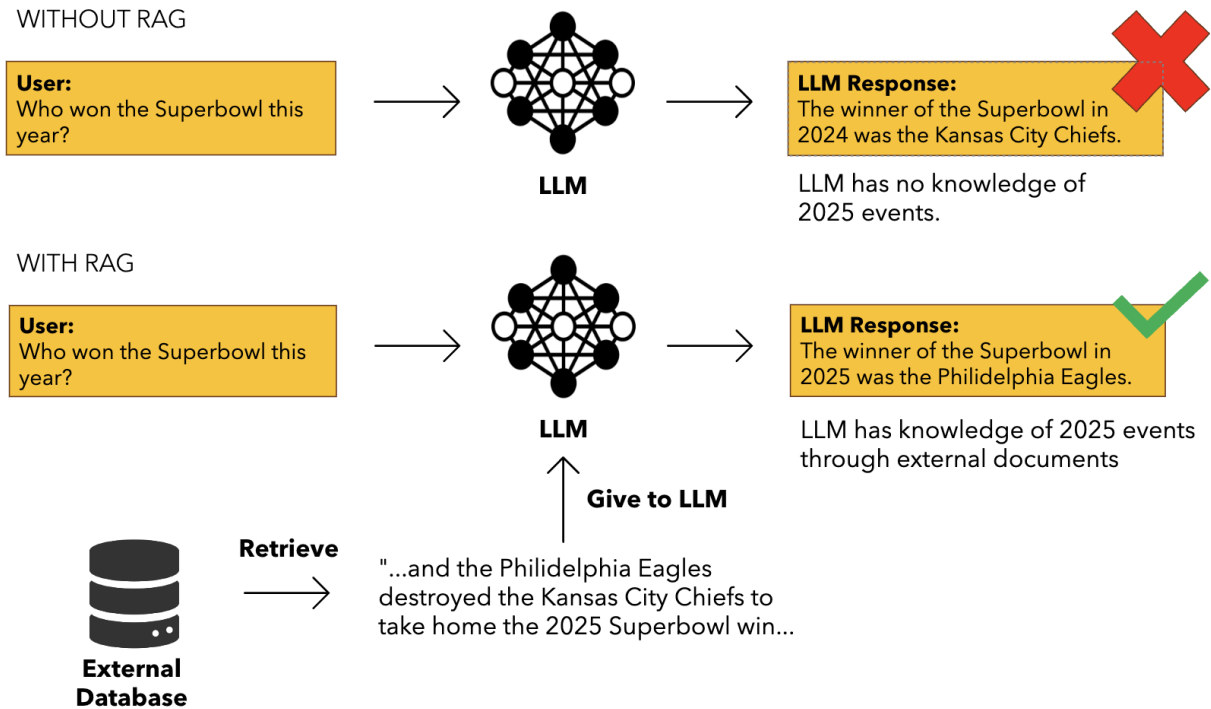 WITHOUT RAG
User:
Who won the Superbowl this
year?
LLM
LLM Response:
The winner of the Superbowl in
2024 was the Kansas City Chiefs.
LLM has no knowledge of
2025 events.
WITH RAG
User:
Who won the Superbowl this
year?
LLM
LLM Response:
The winner of the Superbowl in
2025 was the Philidelphia Eagles.
LLM has knowledge of 2025 events
through external documents
Give to LLM
Retrieve
"...and the Philidelphia Eagles
destroyed the Kansas City Chiefs to
take home the 2025 Superbowl win...
External
Database